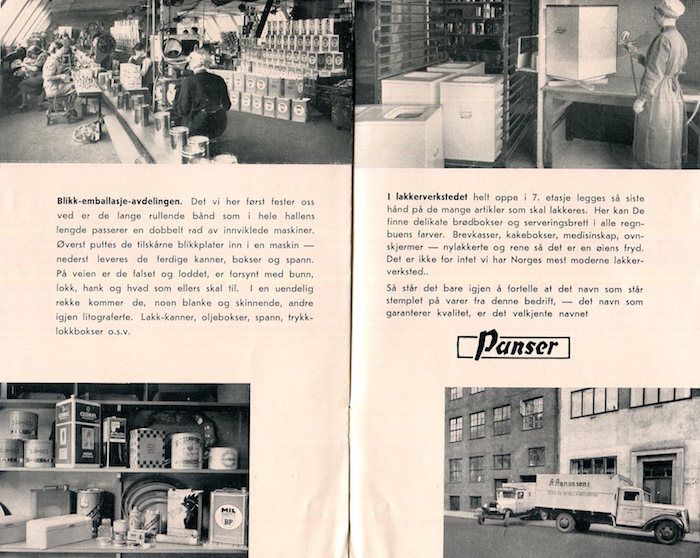 Blikk-emballasje-avdelingen. Det vi her først fester oss
ved er de lange rullende bånd som i hele hallens
lengde passerer en dobbelt rad av innviklede maskiner.
Øverst puttes de tilskårne blikkplater inn i en maskin —
nederst leveres de ferdige kanner, bokser og spann.
På veien er de falset og loddet, er forsynt med bunn,
lokk, hank og hvad som ellers skal til. I en uendelig
rekke kommer de, noen blanke og skinnende, andre
igjen litograferte. Lakk-kanner, oljebokser, spann, trykk-
lokkbokser o.s.v.
I lakkerverkstedet helt oppe i 7. etasje legges så siste
hånd på de mange artikler som skal lakkeres. Her kan De
finne delikate brødbokser og serveringsbrett i alle regn-
buens farver. Brevkasser, kakebokser, medisinskap, ovn-
skjermer — nylakkerte og rene så det er en øiens fryd.
Det er ikke for intet vi har Norges mest moderne lakker-
verksted..
Så står det bare igjen å fortelle at det navn som står
stemplet på varer fra denne bedrift, — det navn som
garanterer kvalitet, er det velkjente navnet
Panser
MIL
BP